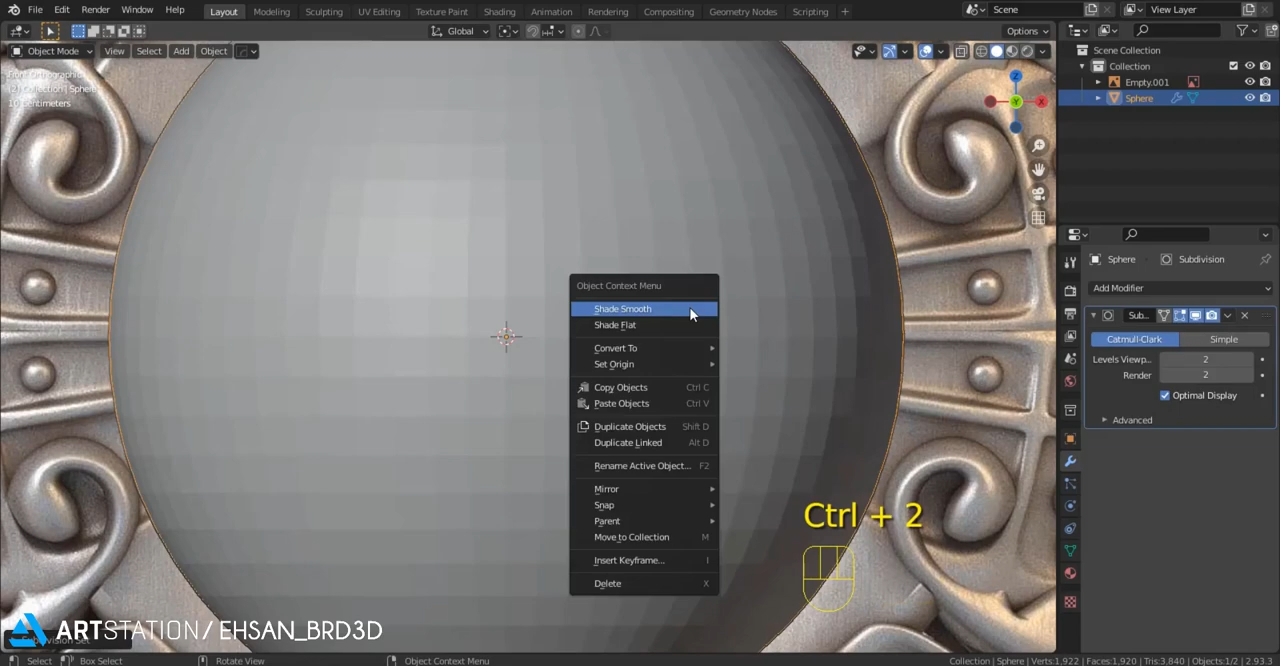 File Edit Render Window Help Layout Modeling Sculpting UV Editing Texture Paint Shading Animation Rendering Compositing Geometry Nodes Scripting + Scene View Layer
Global Options
Object Mode View Select Add Object
Front Orthographic
(2) Collection | Sphere
10 Centimeters
Z
Y
X
Scene Collection
Collection
Empty.001
Sphere
Sphere Subdivision
Add Modifier
Sub...
Catmull-Clark Simple
Levels Viewp... 2
Render 2
Optimal Display
Advanced
Object Context Menu
Shade Smooth
Shade Flat
Convert To
Set Origin
Copy Objects Ctrl C
Paste Objects Ctrl V
Duplicate Objects Shift D
Duplicate Linked Alt D
Rename Active Object... F2
Mirror
Snap
Parent
Move to Collection M
Insert Keyframe... I
Delete X
Ctrl + 2
ARTSTATION / EHSAN_BRD3D
Subdivision Set
Select Box Select Rotate View Object Context Menu Collection | Sphere | Verts:1,922 | Faces:1,920 | Tris:3,840 | Objects:1/2 | 2.93.3